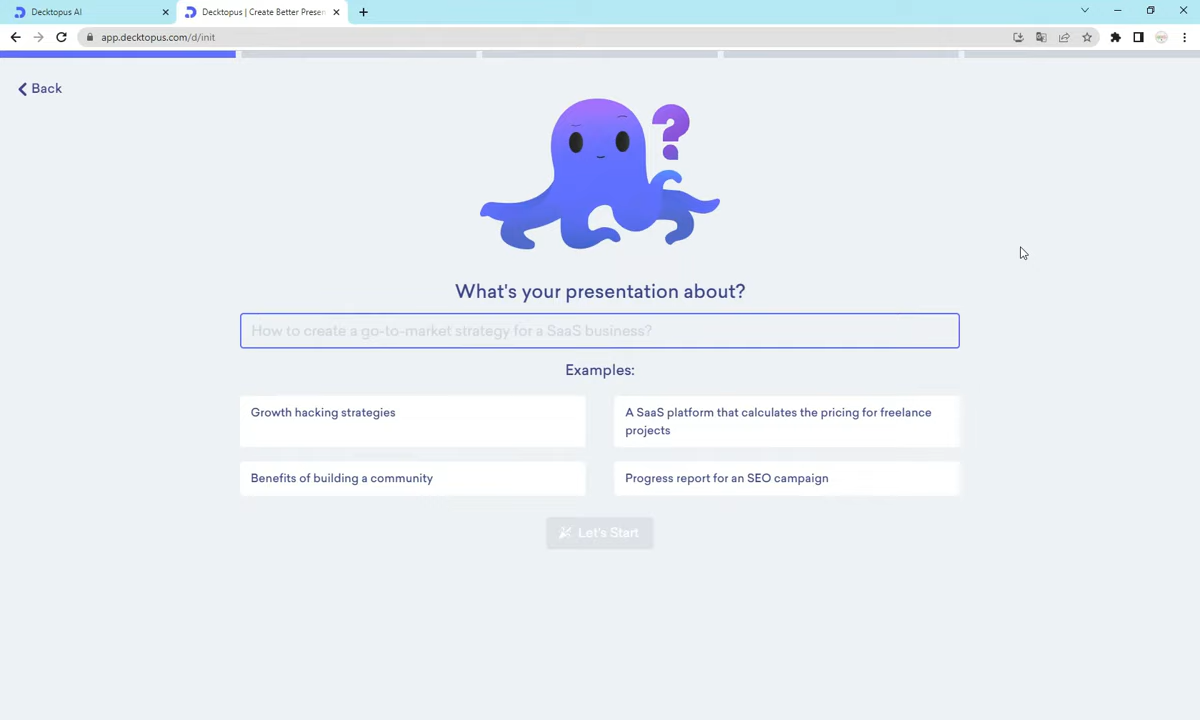 Decktopus AI
Decktopus | Create Better Presen
app.decktopus.com/d/init
Back
?
What's your presentation about?
How to create a go-to-market strategy for a SaaS business?
Examples:
Growth hacking strategies
A SaaS platform that calculates the pricing for freelance
projects
Benefits of building a community
Progress report for an SEO campaign
Let's Start